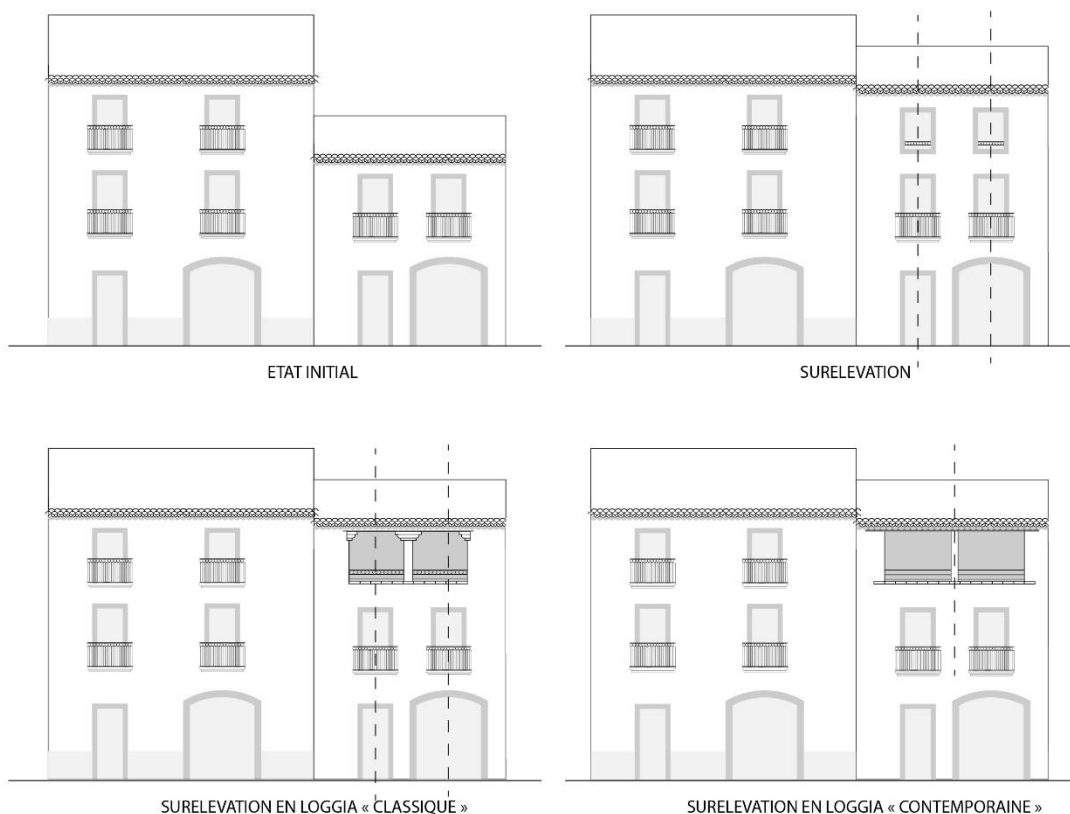 ETAT INITIAL
SURELEVATION
SURELEVATION EN LOGGIA « CLASSIQUE »
SURELEVATION EN LOGGIA « CONTEMPORAINE »